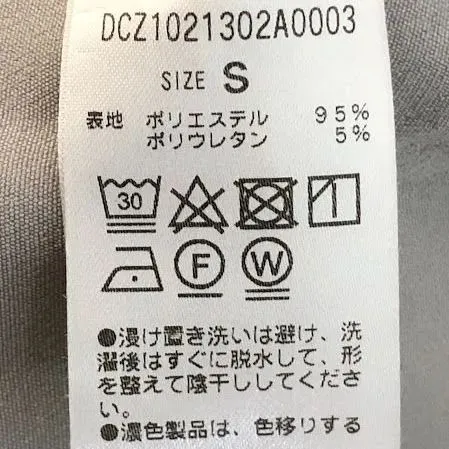 DCZ1021302A0003
SIZE S
表地 ポリエステル 95%
ポリウレタン 5%
30
F W
●浸け置き洗いは避け、洗
濯後はすぐに脱水して、形
を整えて陰干ししてくださ
い。
●濃色製品は、色移りする